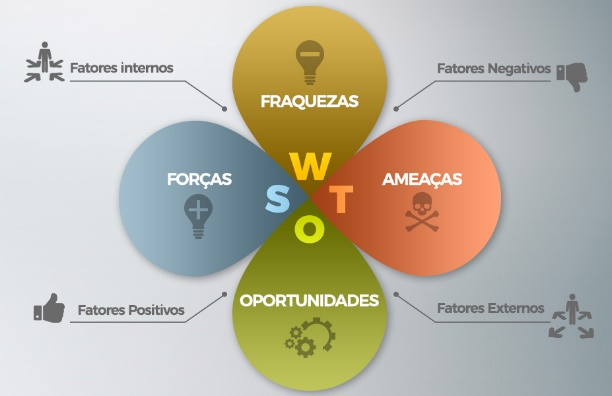 Fatores internos
Fatores Negativos
FRAQUEZAS
W
FORÇAS
AMEAÇAS
S
T
O
OPORTUNIDADES
Fatores Positivos
Fatores Externos